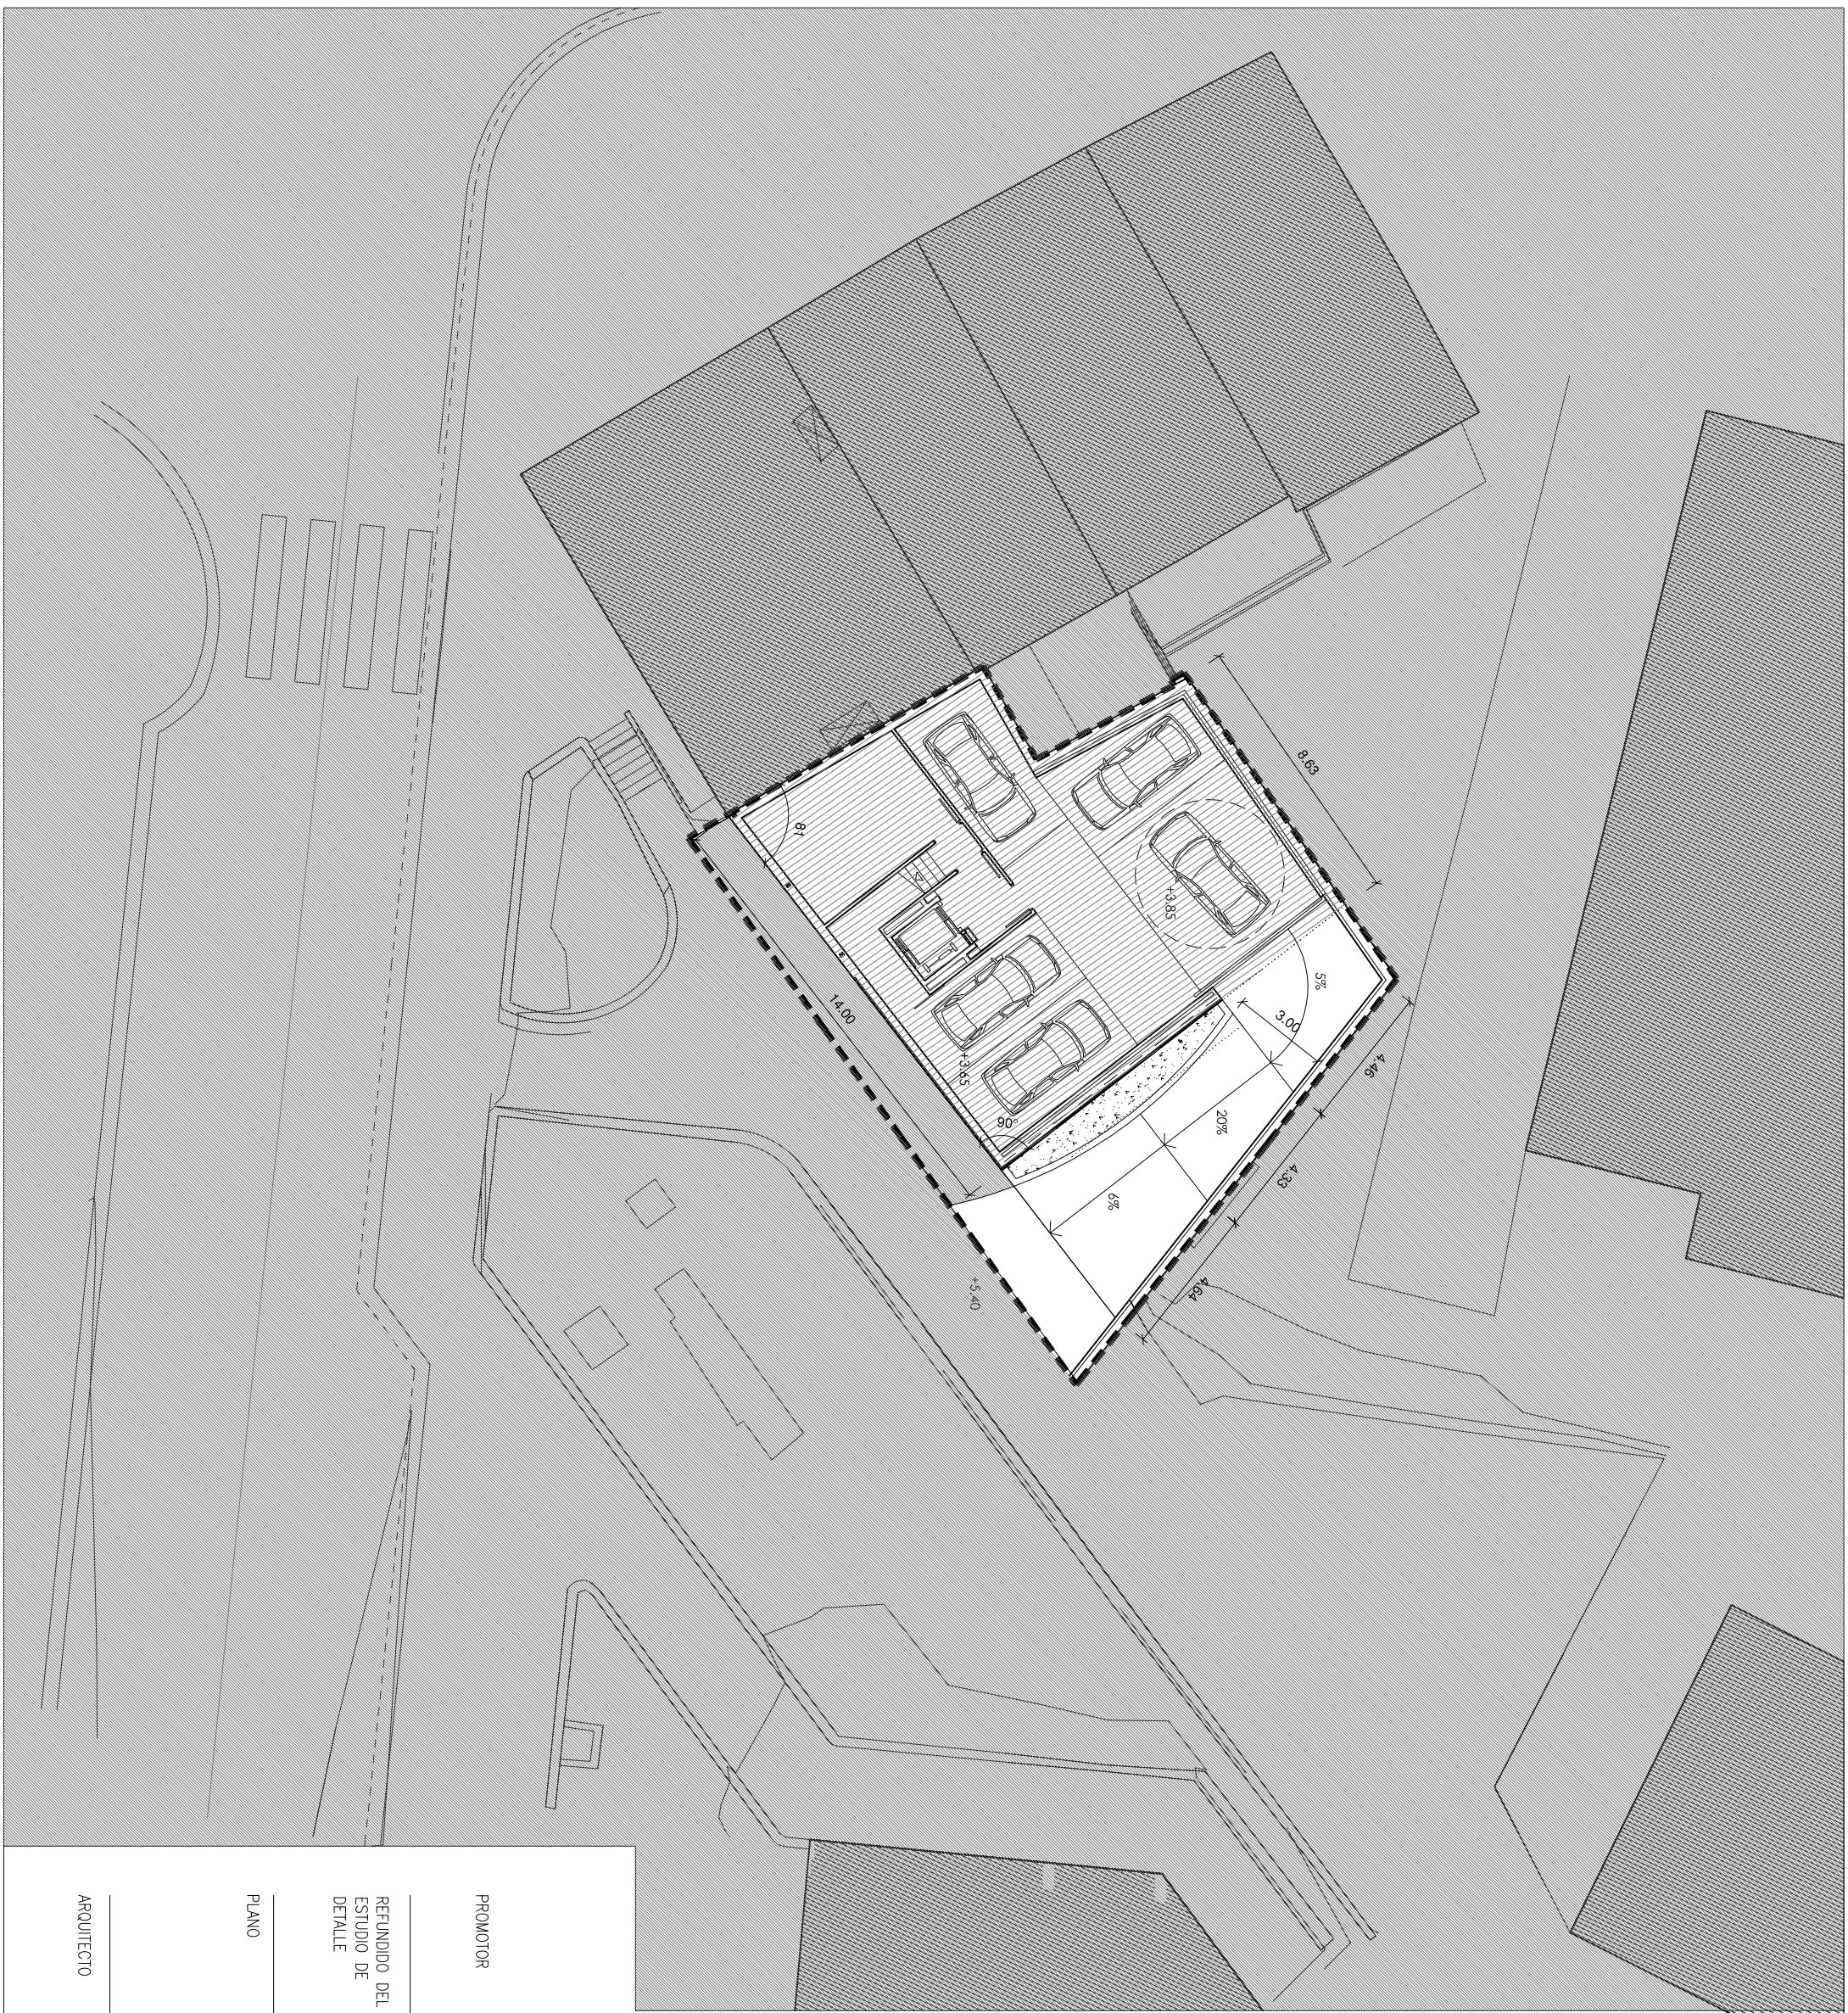 8.63
81
+3.85
5%
3.00
4.46
14.00
+3.65
20%
90°
4.33
6%
4.64
+5.40
PROMOTOR
REFUNDIDO DEL
ESTUDIO DE
DETALLE
PLANO
ARQUITECTO